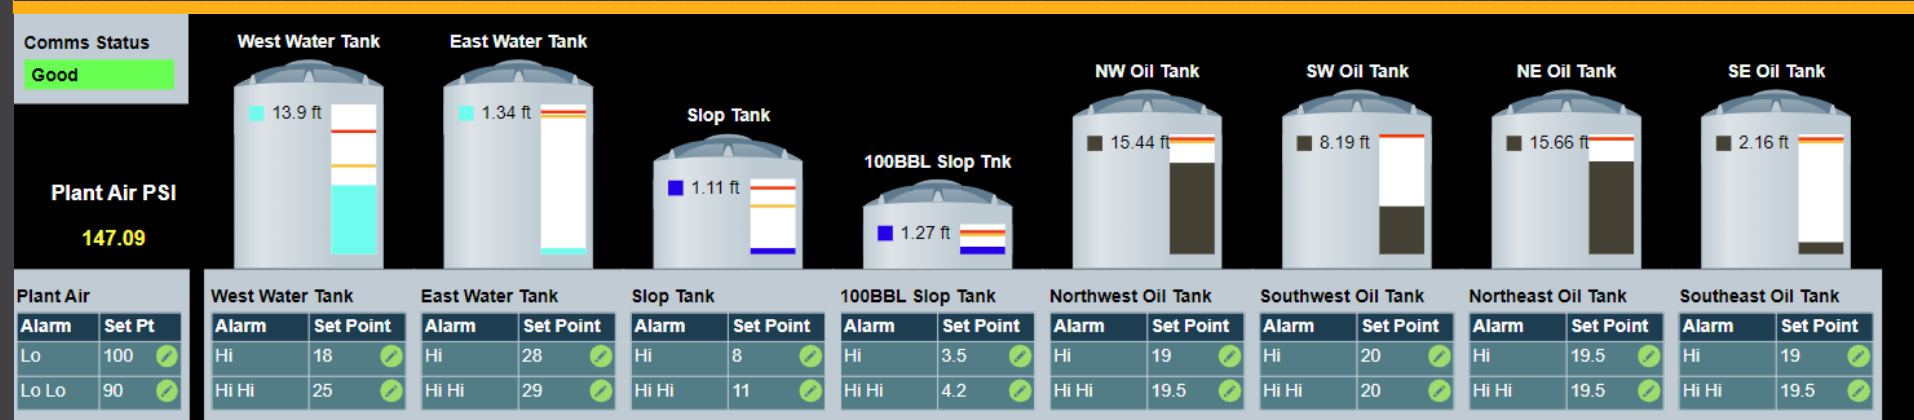 Comms Status
Good
Plant Air PSI
147.09
West Water Tank
13.9 ft
East Water Tank
1.34 ft
Slop Tank
1.11 ft
100BBL Slop Tnk
1.27 ft
NW Oil Tank
15.44 ft
SW Oil Tank
8.19 ft
NE Oil Tank
15.66 ft
SE Oil Tank
2.16 ft
Plant Air
Alarm Set Pt
Lo 100
Lo Lo 90
West Water Tank
Alarm Set Point
Hi 18
Hi Hi 25
East Water Tank
Alarm Set Point
Hi 28
Hi Hi 29
Slop Tank
Alarm Set Point
Hi 8
Hi Hi 11
100BBL Slop Tank
Alarm Set Point
Hi 3.5
Hi Hi 4.2
Northwest Oil Tank
Alarm Set Point
Hi 19
Hi Hi 19.5
Southwest Oil Tank
Alarm Set Point
Hi 20
Hi Hi 20
Northeast Oil Tank
Alarm Set Point
Hi 19.5
Hi Hi 19.5
Southeast Oil Tank
Alarm Set Point
Hi 19
Hi Hi 19.5